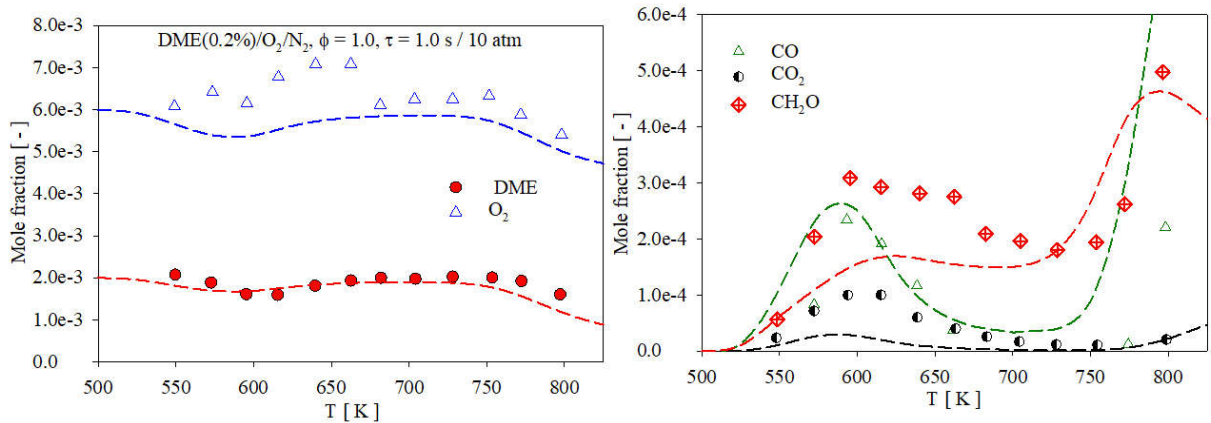 8.0e-3
7.0e-3
6.0e-3
5.0e-3
4.0e-3
3.0e-3
2.0e-3
1.0e-3
0.0
Mole fraction [ - ]
DME(0.2%)/O₂/N₂, ϕ = 1.0, τ = 1.0 s / 10 atm
DME
O₂
500 550 600 650 700 750 800
T [ K ]
6.0e-4
5.0e-4
4.0e-4
3.0e-4
2.0e-4
1.0e-4
0.0
Mole fraction [ - ]
CO
CO₂
CH₂O
500 550 600 650 700 750 800
T [ K ]